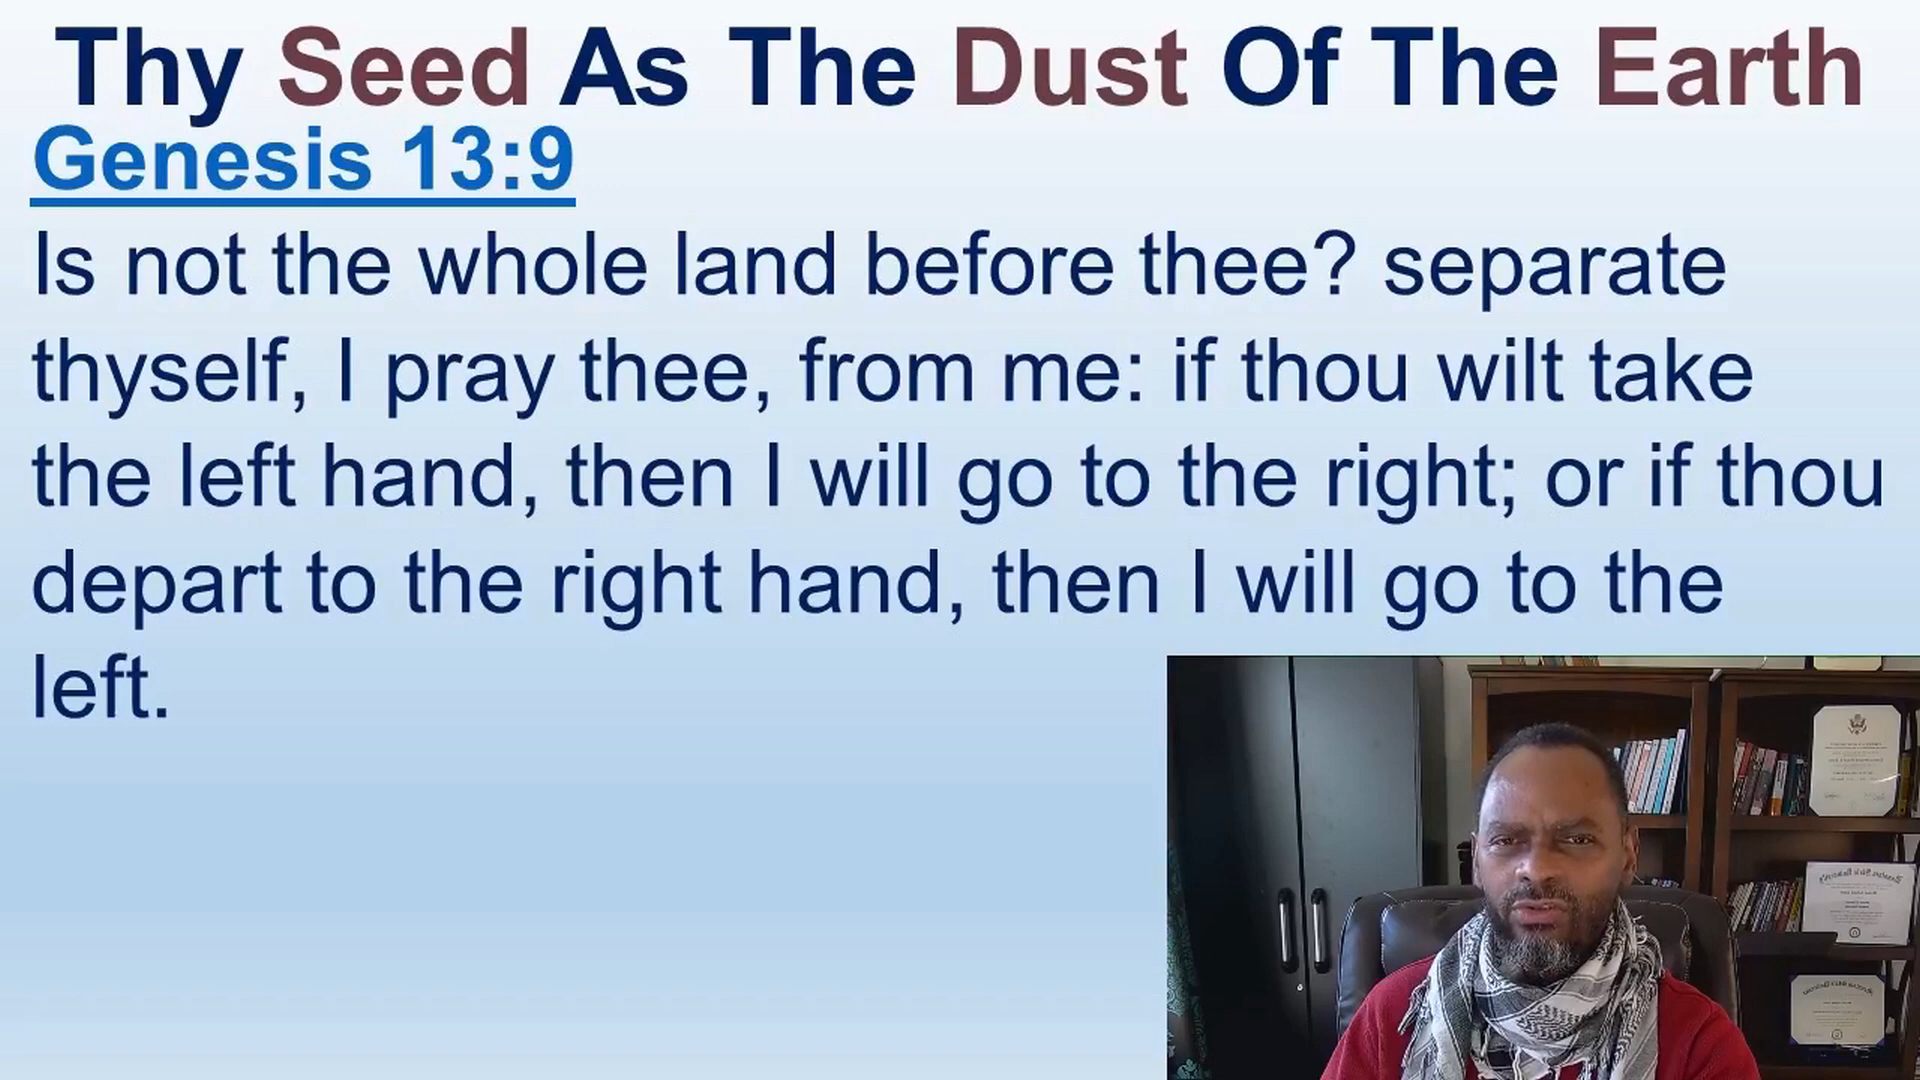 Thy Seed As The Dust Of The Earth
Genesis 13:9
Is not the whole land before thee? separate
thyself, I pray thee, from me: if thou wilt take
the left hand, then I will go to the right; or if thou
depart to the right hand, then I will go to the
left.